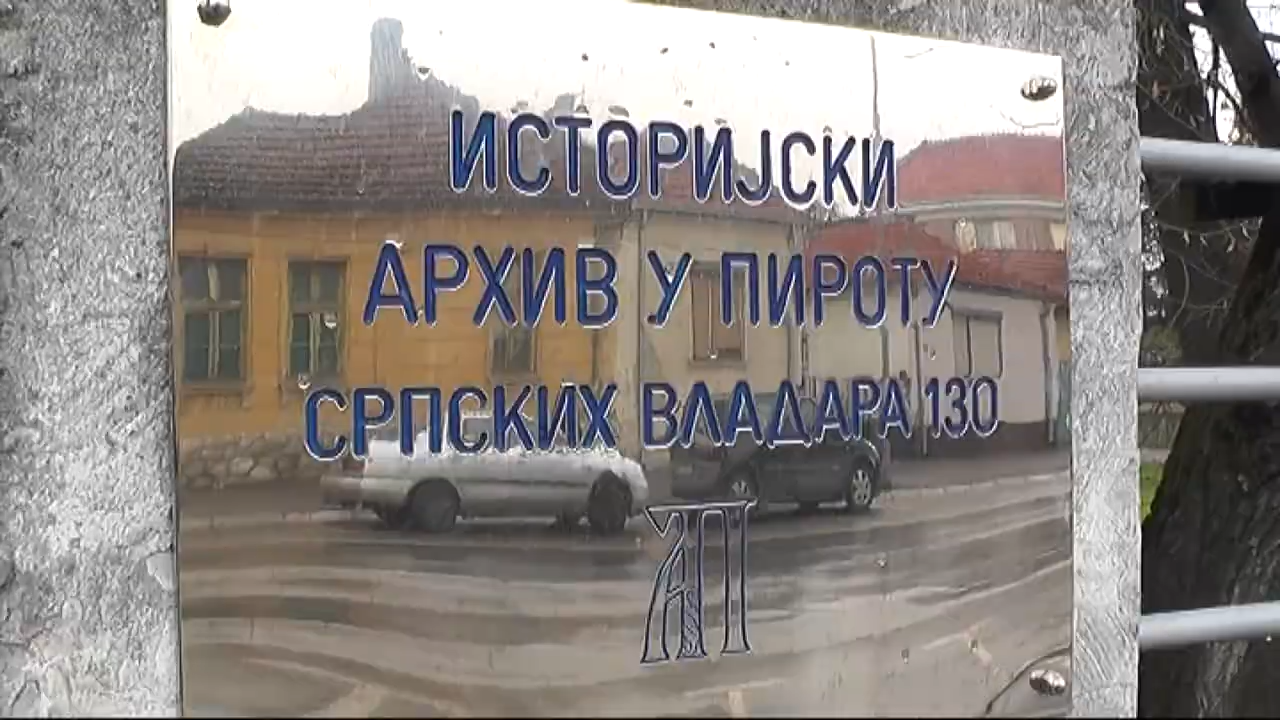 ИСТОРИЈСКИ
АРХИВ У ПИРОТУ
СРПСКИХ ВЛАДАРА 130
АП